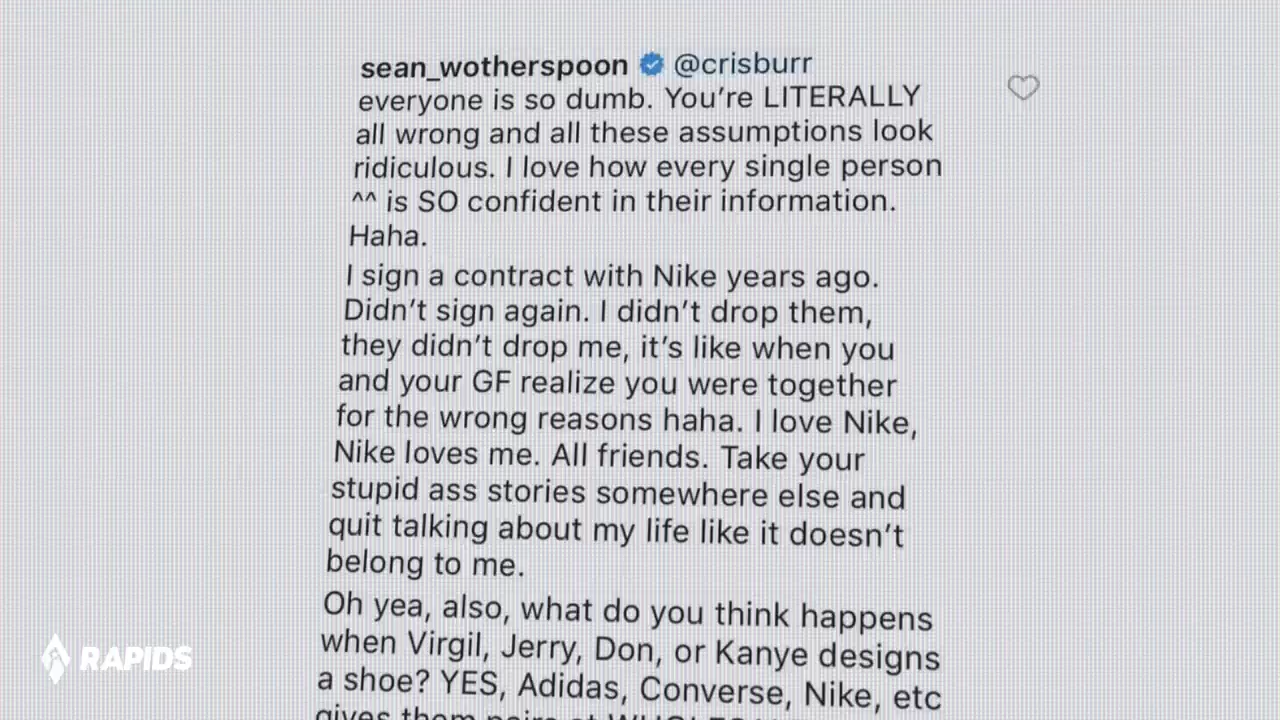 sean_wotherspoon @crisburr
everyone is so dumb. You're LITERALLY
all wrong and all these assumptions look
ridiculous. I love how every single person
^^ is SO confident in their information.
Haha.
I sign a contract with Nike years ago.
Didn't sign again. I didn't drop them,
they didn't drop me, it's like when you
and your GF realize you were together
for the wrong reasons haha. I love Nike,
Nike loves me. All friends. Take your
stupid ass stories somewhere else and
quit talking about my life like it doesn't
belong to me.
Oh yea, also, what do you think happens
when Virgil, Jerry, Don, or Kanye designs
a shoe? YES, Adidas, Converse, Nike, etc
gives them pairs at
RAPIDS